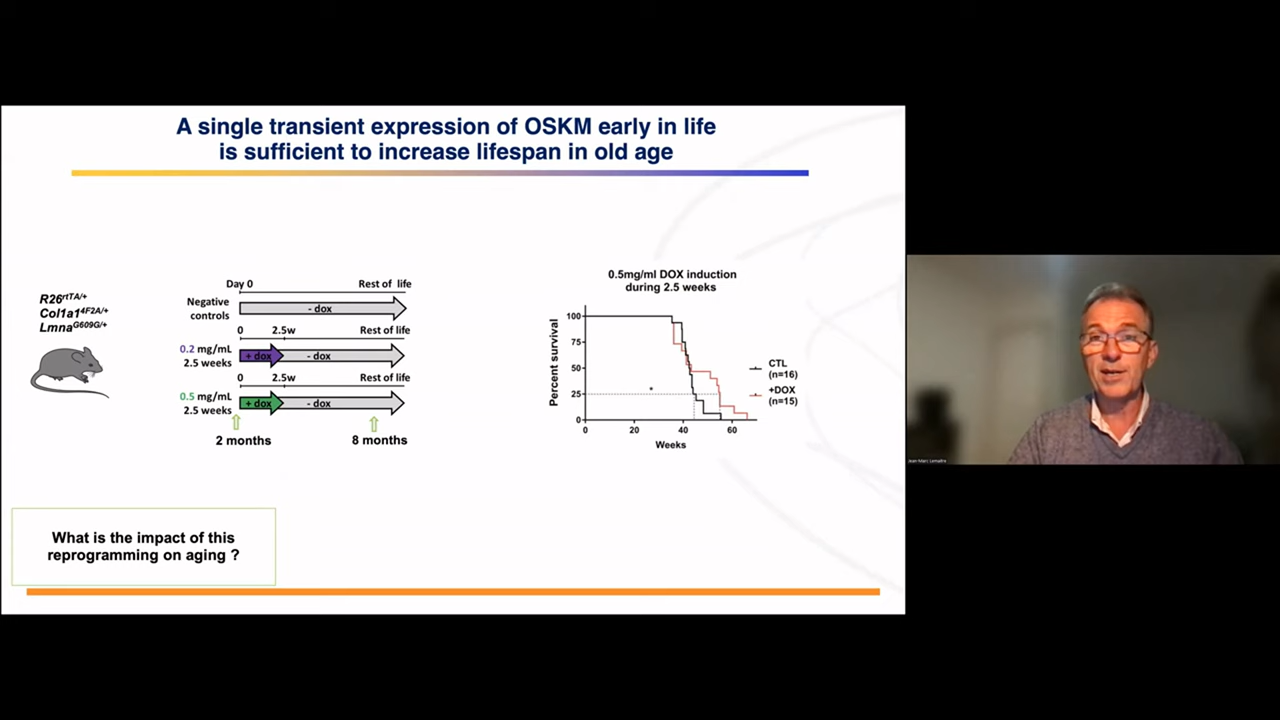 A single transient expression of OSKM early in life
is sufficient to increase lifespan in old age
R26rtTA/+
Col1a14F2A/+
LmnaG609G/+
Day 0
Rest of life
Negative
controls
- dox
0
2.5w
Rest of life
0.2 mg/mL
2.5 weeks
+ dox
- dox
0
2.5w
Rest of life
0.5 mg/mL
2.5 weeks
+ dox
- dox
2 months
8 months
0.5mg/ml DOX induction
during 2.5 weeks
Percent survival
100
75
50
25
0
*
0
20
40
60
Weeks
CTL
(n=16)
+DOX
(n=15)
What is the impact of this
reprogramming on aging ?
Jean-Marc Lemaitre